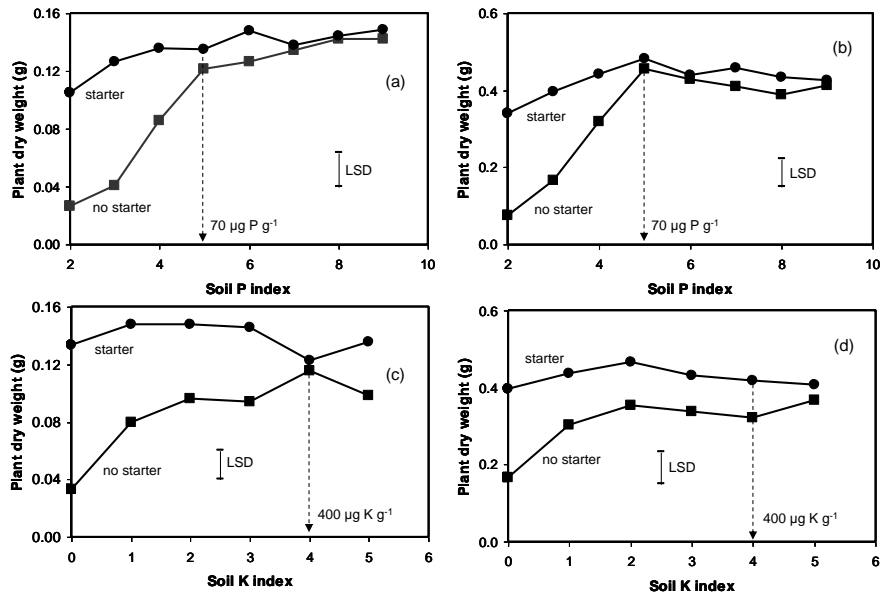 0.16
0.12
0.08
0.04
0.00
Plant dry weight (g)
starter
no starter
(a)
LSD
70 µg P g-1
2 4 6 8 10
Soil P index
0.6
0.4
0.2
0.0
Plant dry weight (g)
starter
no starter
(b)
LSD
70 µg P g-1
2 4 6 8 10
Soil P index
0.16
0.12
0.08
0.04
0.00
Plant dry weight (g)
starter
no starter
(c)
LSD
400 µg K g-1
0 1 2 3 4 5 6
Soil K index
0.6
0.4
0.2
0.0
Plant dry weight (g)
starter
no starter
(d)
LSD
400 µg K g-1
0 1 2 3 4 5 6
Soil K index